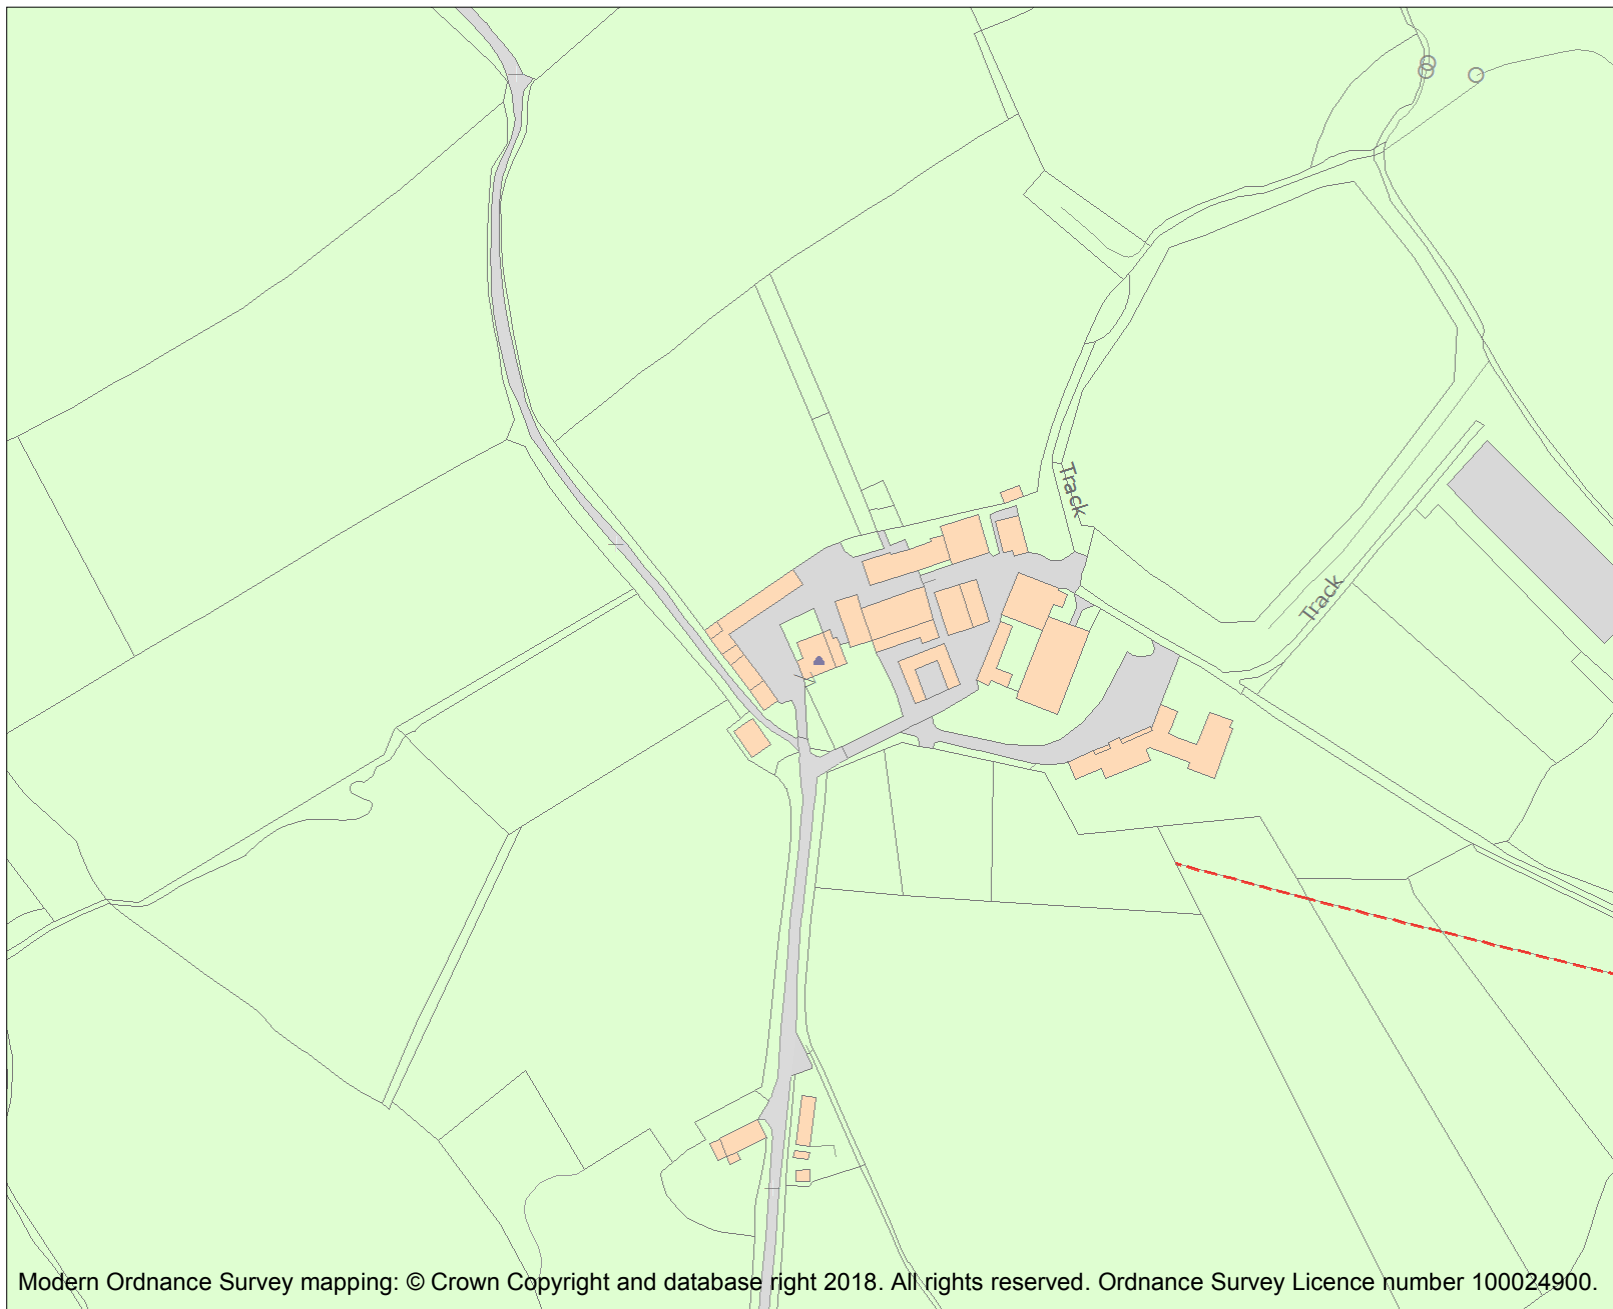 Track
Track
Modern Ordnance Survey mapping: © Crown Copyright and database right 2018. All rights reserved. Ordnance Survey Licence number 100024900.